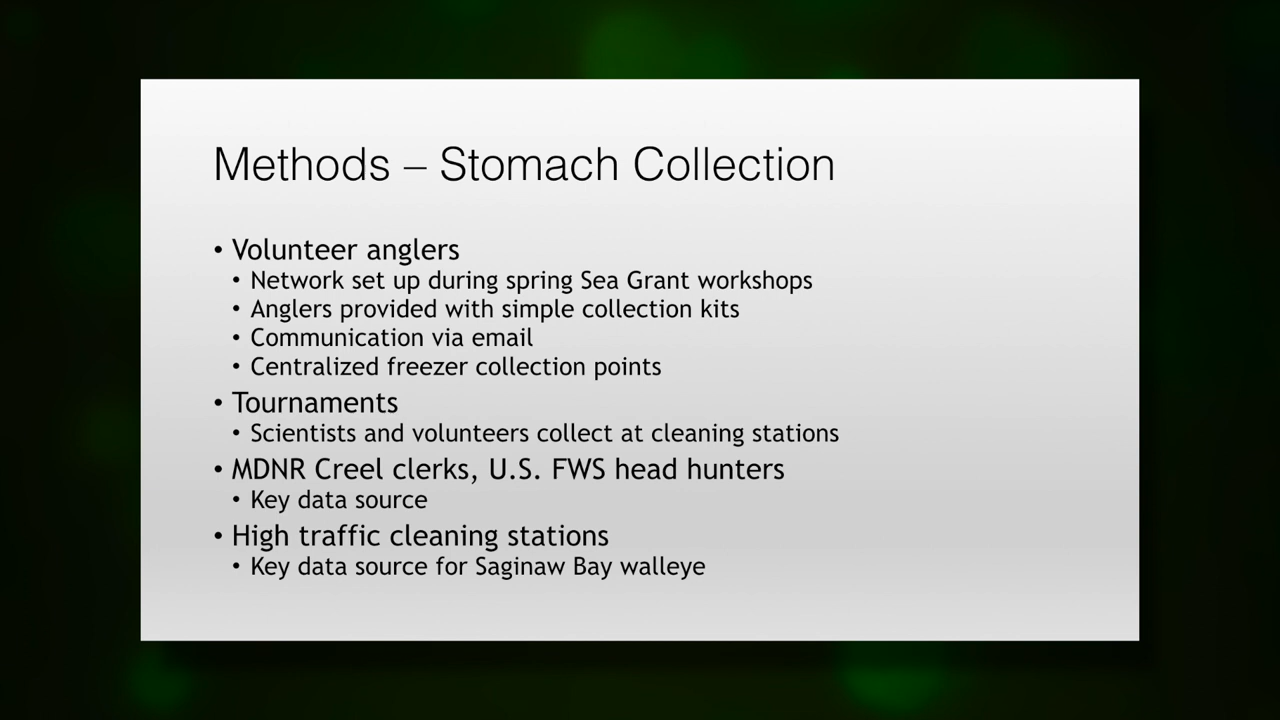 Methods – Stomach Collection
• Volunteer anglers
• Network set up during spring Sea Grant workshops
• Anglers provided with simple collection kits
• Communication via email
• Centralized freezer collection points
• Tournaments
• Scientists and volunteers collect at cleaning stations
• MDNR Creel clerks, U.S. FWS head hunters
• Key data source
• High traffic cleaning stations
• Key data source for Saginaw Bay walleye